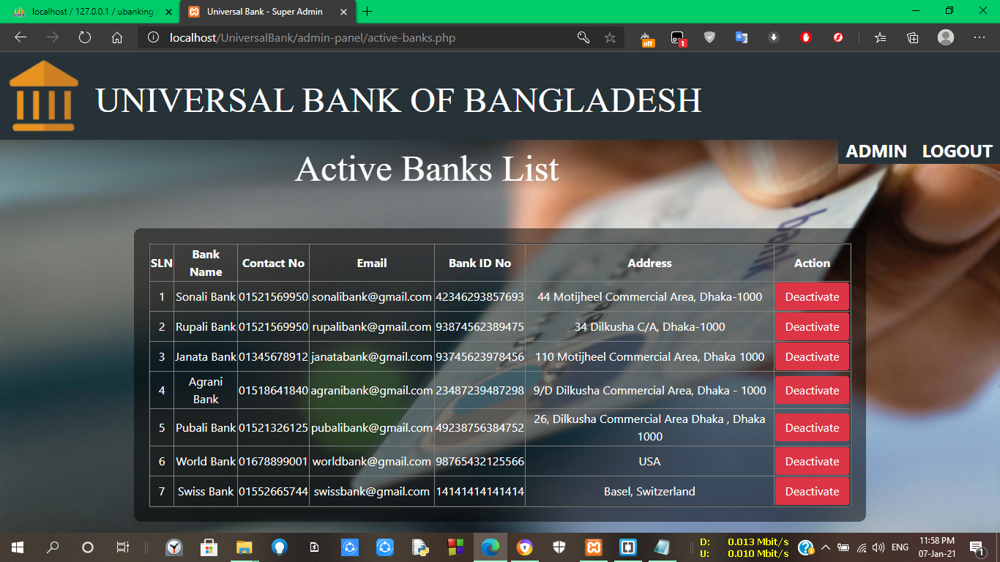 localhost / 127.0.0.1 / ubanking
Universal Bank - Super Admin
localhost/UniversalBank/admin-panel/active-banks.php
off
1
UNIVERSAL BANK OF BANGLADESH
ADMIN LOGOUT
Active Banks List
SLN Bank Name Contact No Email Bank ID No Address Action
1 Sonali Bank 01521569950 sonalibank@gmail.com 42346293857693 44 Motijheel Commercial Area, Dhaka-1000 Deactivate
2 Rupali Bank 01521569950 rupalibank@gmail.com 93874562389475 34 Dilkusha C/A, Dhaka-1000 Deactivate
3 Janata Bank 01345678912 janatabank@gmail.com 93745623978456 110 Motijheel Commercial Area, Dhaka 1000 Deactivate
4 Agrani Bank 01518641840 agranibank@gmail.com 23487239487298 9/D Dilkusha Commercial Area, Dhaka - 1000 Deactivate
5 Pubali Bank 01521326125 pubalibank@gmail.com 49238756384752 26, Dilkusha Commercial Area Dhaka , Dhaka 1000 Deactivate
6 World Bank 01678899001 worldbank@gmail.com 98765432125566 USA Deactivate
7 Swiss Bank 01552665744 swissbank@gmail.com 14141414141414 Basel, Switzerland Deactivate
bank
D: 0.013 Mbit/s
U: 0.010 Mbit/s
ENG
11:58 PM
07-Jan-21
1